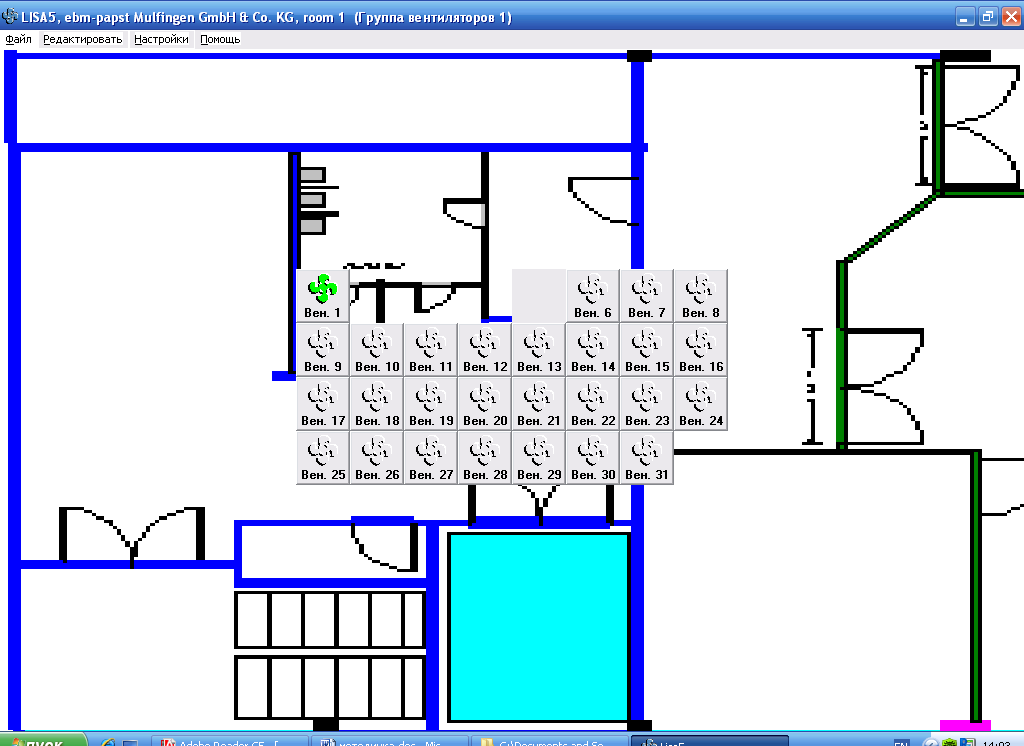 LISA5, ebm-papst Mulfingen GmbH & Co. KG, room 1 (Группа вентиляторов 1)
Файл Редактировать Настройки Помощь
Вен. 1 Вен. 6 Вен. 7 Вен. 8
Вен. 9 Вен. 10 Вен. 11 Вен. 12 Вен. 13 Вен. 14 Вен. 15 Вен. 16
Вен. 17 Вен. 18 Вен. 19 Вен. 20 Вен. 21 Вен. 22 Вен. 23 Вен. 24
Вен. 25 Вен. 26 Вен. 27 Вен. 28 Вен. 29 Вен. 30 Вен. 31
пуск Adobe Reader CE - [ методичка.doc - Mis C:\Documents and Se EN 14:03